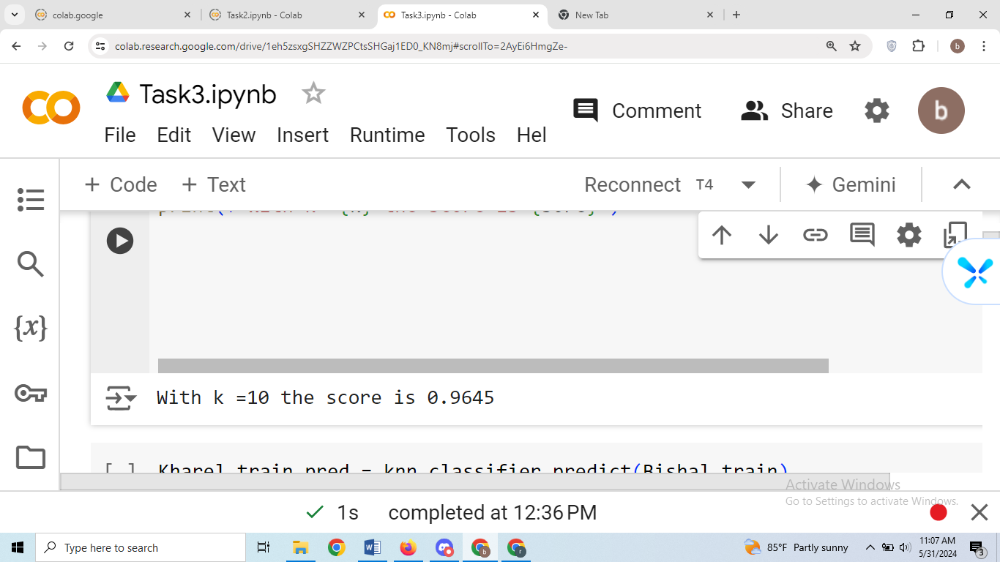 colab.google
Task2.ipynb - Colab
Task3.ipynb - Colab
New Tab
colab.research.google.com/drive/1eh5zsxgSHZZWZPCtsSHGaj1ED0_KN8mj#scrollTo=2AyEi6HmgZe-
b
Task3.ipynb
Comment
Share
b
File Edit View Insert Runtime Tools Hel
+ Code + Text
Reconnect T4
Gemini
{x}
With k =10 the score is 0.9645
[ ] Kharel_train_pred = knn_classifier.predict(Bishal_train)
Activate Windows
Go to Settings to activate Windows.
1s completed at 12:36 PM
Type here to search
b
r
85°F Partly sunny
11:07 AM
5/31/2024
3